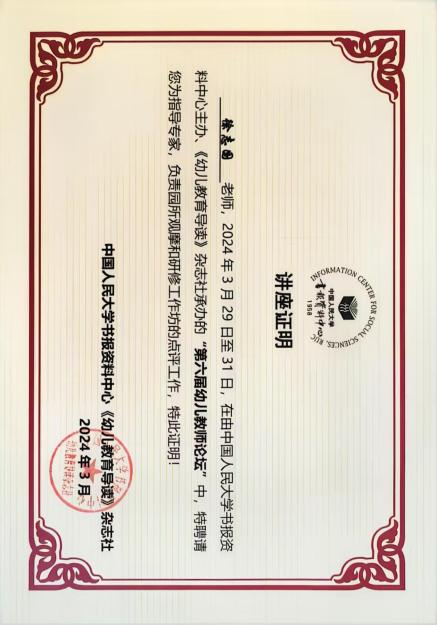 INFORMATION CENTER FOR SOCIAL SCIENCES, RUC
中国人民大学
书报资料中心
1958
讲座证明
徐志国 老师，2024 年 3 月 29 日至 31 日，在由中国人民大学书报资
料中心主办、《幼儿教育导读》杂志社承办的“第六届幼儿教师论坛”中，特聘请
您为指导专家，负责园所观摩和研修工作坊的点评工作，特此证明！
中国人民大学书报资料中心《幼儿教育导读》杂志社
2024 年 3 月